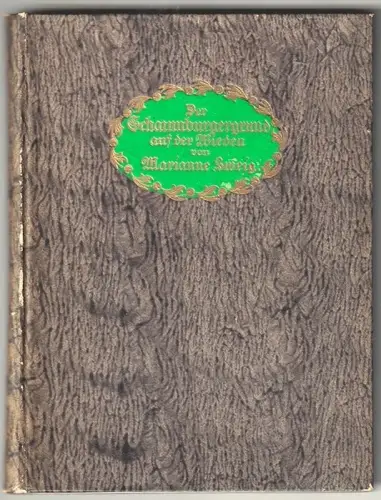 Der
Schaumburgergrund
auf der Wieden
von
Marianne Zweig